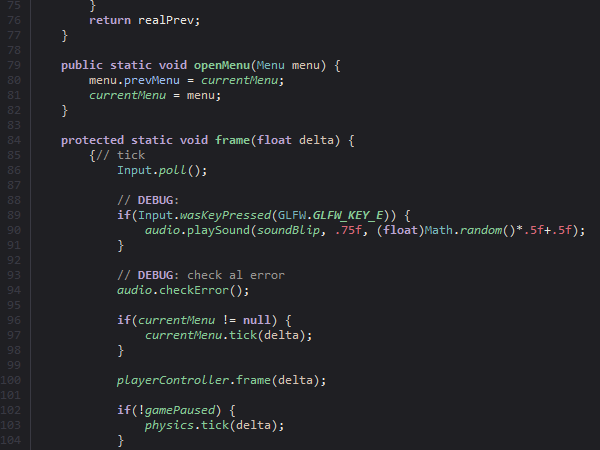 75 }
76 return realPrev;
77 }
78
79 public static void openMenu(Menu menu) {
80 menu.prevMenu = currentMenu;
81 currentMenu = menu;
82 }
83
84 protected static void frame(float delta) {
85 {// tick
86 Input.poll();
87
88 // DEBUG:
89 if(Input.wasKeyPressed(GLFW.GLFW_KEY_E)) {
90 audio.playSound(soundBlip, .75f, (float)Math.random()*.5f+.5f);
91 }
92
93 // DEBUG: check al error
94 audio.checkError();
95
96 if(currentMenu != null) {
97 currentMenu.tick(delta);
98 }
99
100 playerController.frame(delta);
101
102 if(!gamePaused) {
103 physics.tick(delta);
104 }